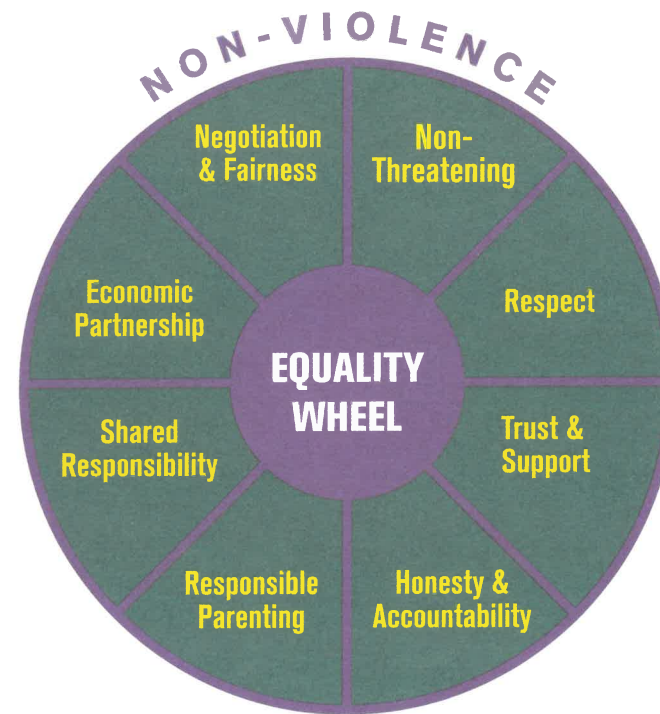 NON-VIOLENCE
Negotiation
& Fairness
Non-
Threatening
Economic
Partnership
Respect
EQUALITY
WHEEL
Shared
Responsibility
Trust &
Support
Responsible
Parenting
Honesty &
Accountability